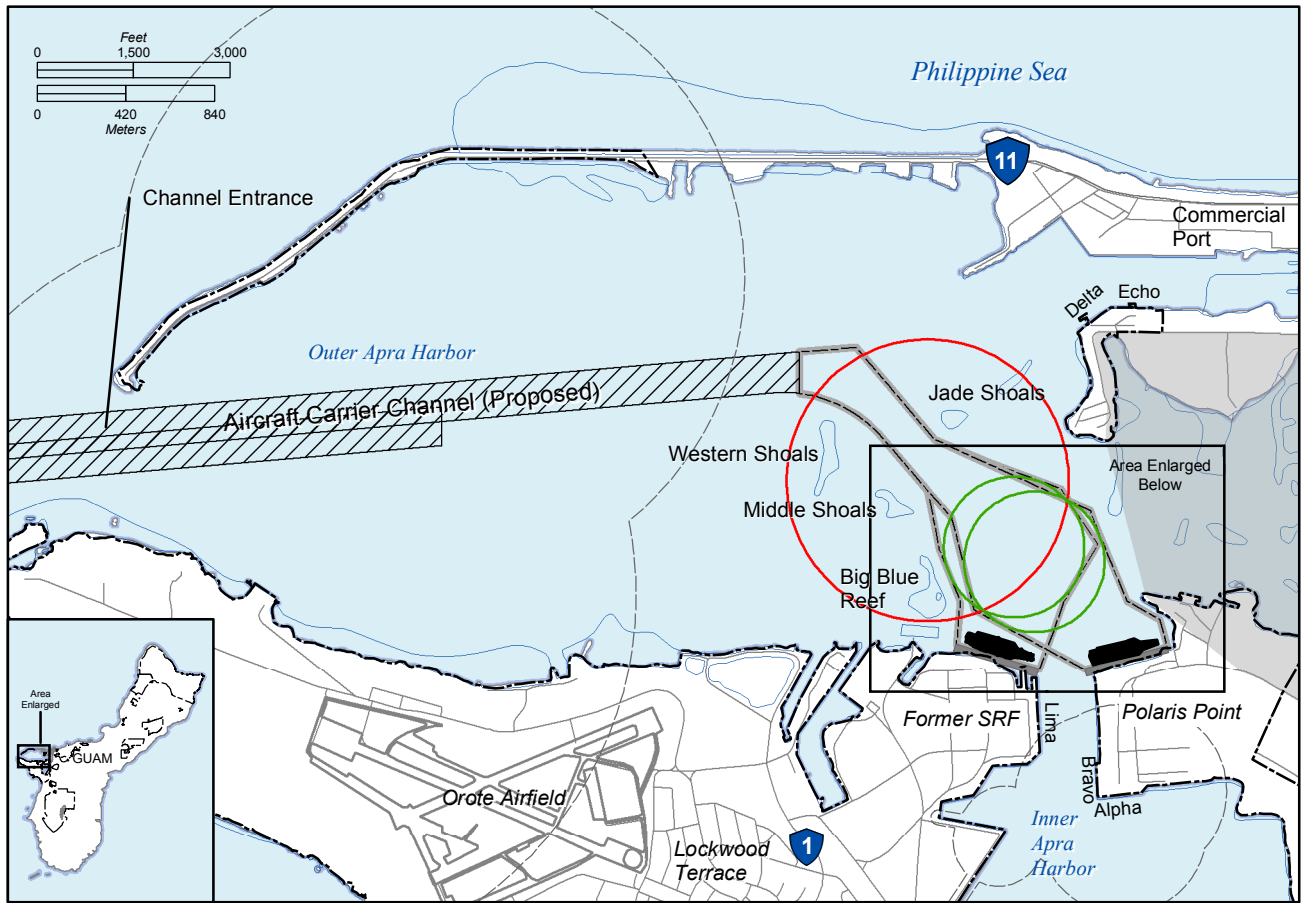 Feet
0 1,500 3,000
0 420 840
Meters
Philippine Sea
11
Channel Entrance
Commercial
Port
Delta
Echo
Outer Apra Harbor
Aircraft Carrier Channel (Proposed)
Jade Shoals
Western Shoals
Area Enlarged
Below
Middle Shoals
Big Blue
Reef
Area
Enlarged
GUAM
Former SRF
Lima
Polaris Point
Bravo
Alpha
Orote Airfield
Inner
Apra
Harbor
Lockwood
Terrace
1